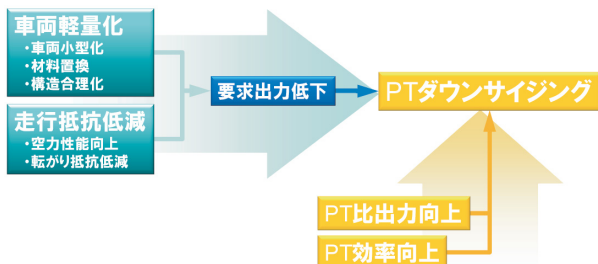 車両軽量化
・車両小型化
・材料置換
・構造合理化
走行抵抗低減
・空力性能向上
・転がり抵抗低減
要求出力低下
PTダウンサイジング
PT比出力向上
PT効率向上